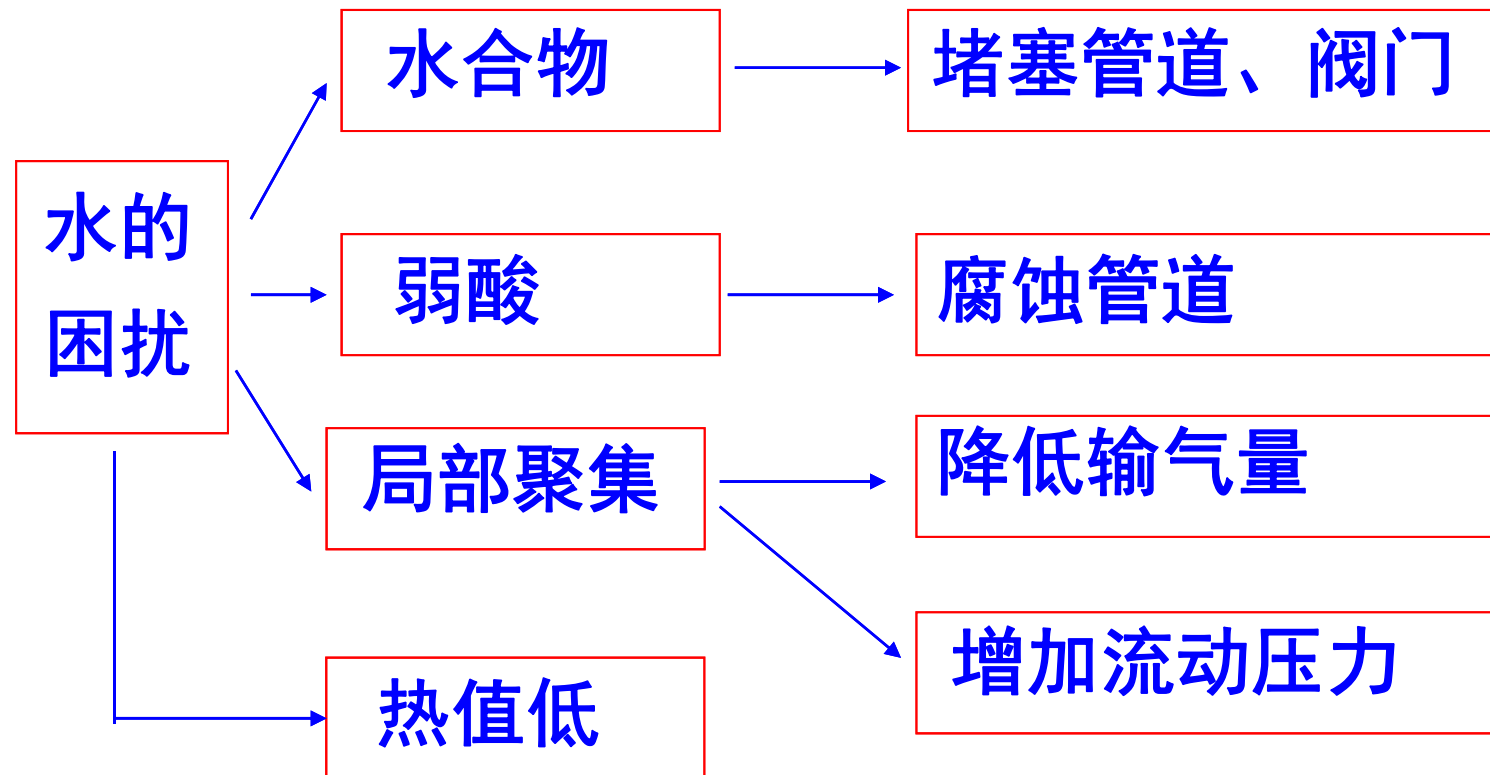 水的
困扰
水合物
堵塞管道、阀门
弱酸
腐蚀管道
局部聚集
降低输气量
增加流动压力
热值低